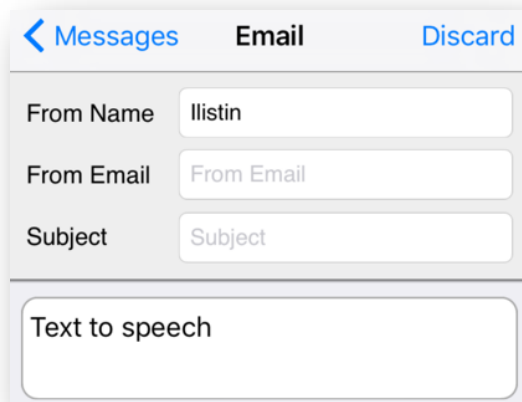 Messages Email Discard
From Name Ilistin
From Email From Email
Subject Subject
Text to speech